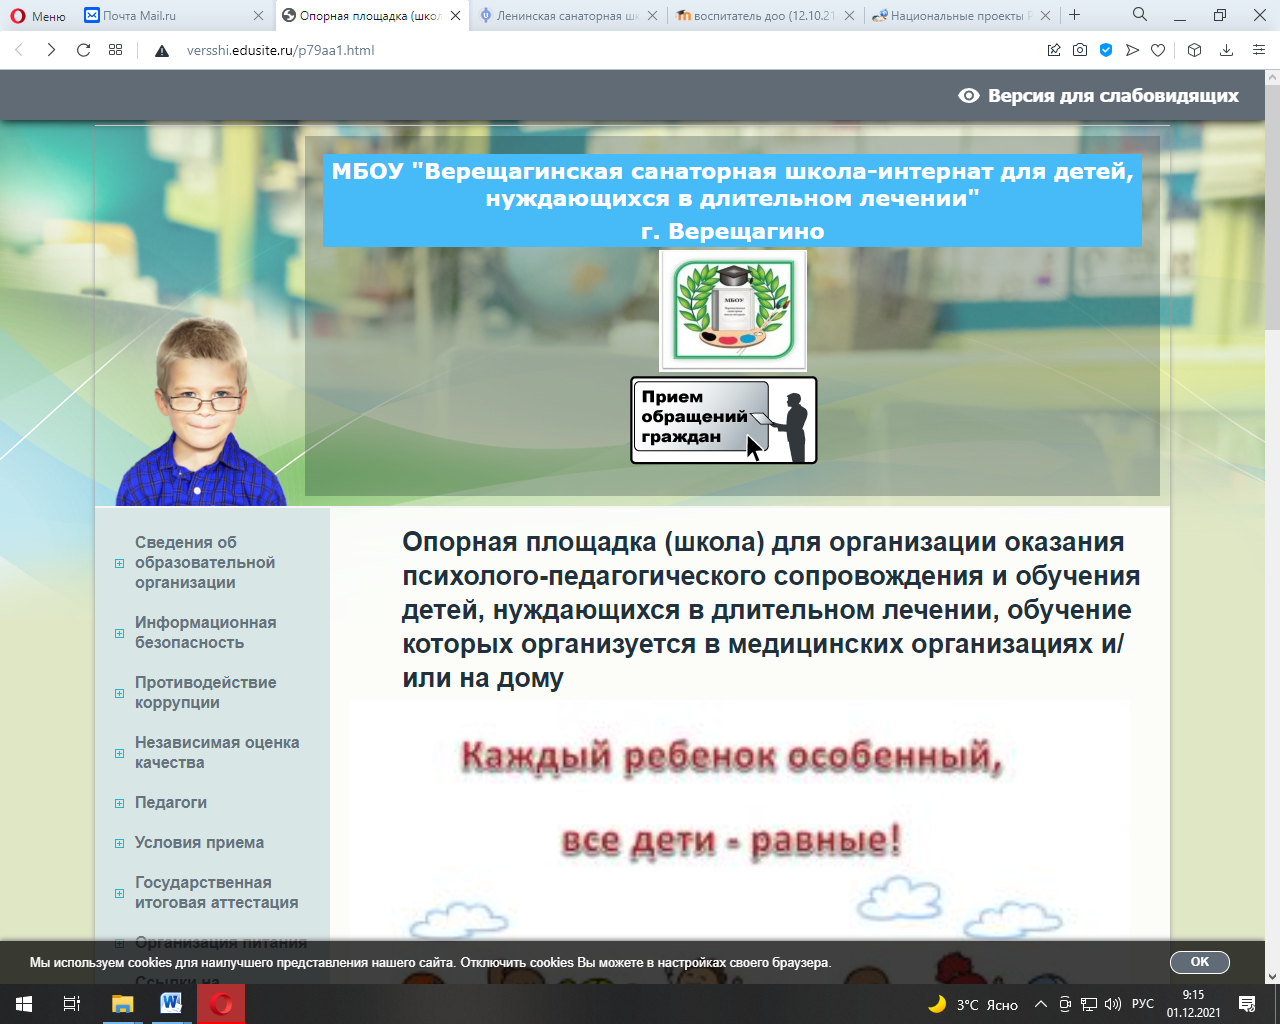 Меню
Почта Mail.ru
Опорная площадка (школ
Ленинская санаторная шк
воспитатель доо (12.10.21
Национальные проекты Р
versshi.edusite.ru/p79aa1.html
Версия для слабовидящих
МБОУ "Верещагинская санаторная школа-интернат для детей,
нуждающихся в длительном лечении"
г. Верещагино
МБОУ
Прием
обращений
граждан
Сведения об
образовательной
организации
Информационная
безопасность
Противодействие
коррупции
Независимая оценка
качества
Педагоги
Условия приема
Государственная
итоговая аттестация
Организация питания
Ссылки на
Опорная площадка (школа) для организации оказания
психолого-педагогического сопровождения и обучения
детей, нуждающихся в длительном лечении, обучение
которых организуется в медицинских организациях и/
или на дому
Каждый ребенок особенный,
все дети - равные!
Мы используем cookies для наилучшего представления нашего сайта. Отключить cookies Вы можете в настройках своего браузера.
ОК
3°C Ясно
РУС
9:15
01.12.2021